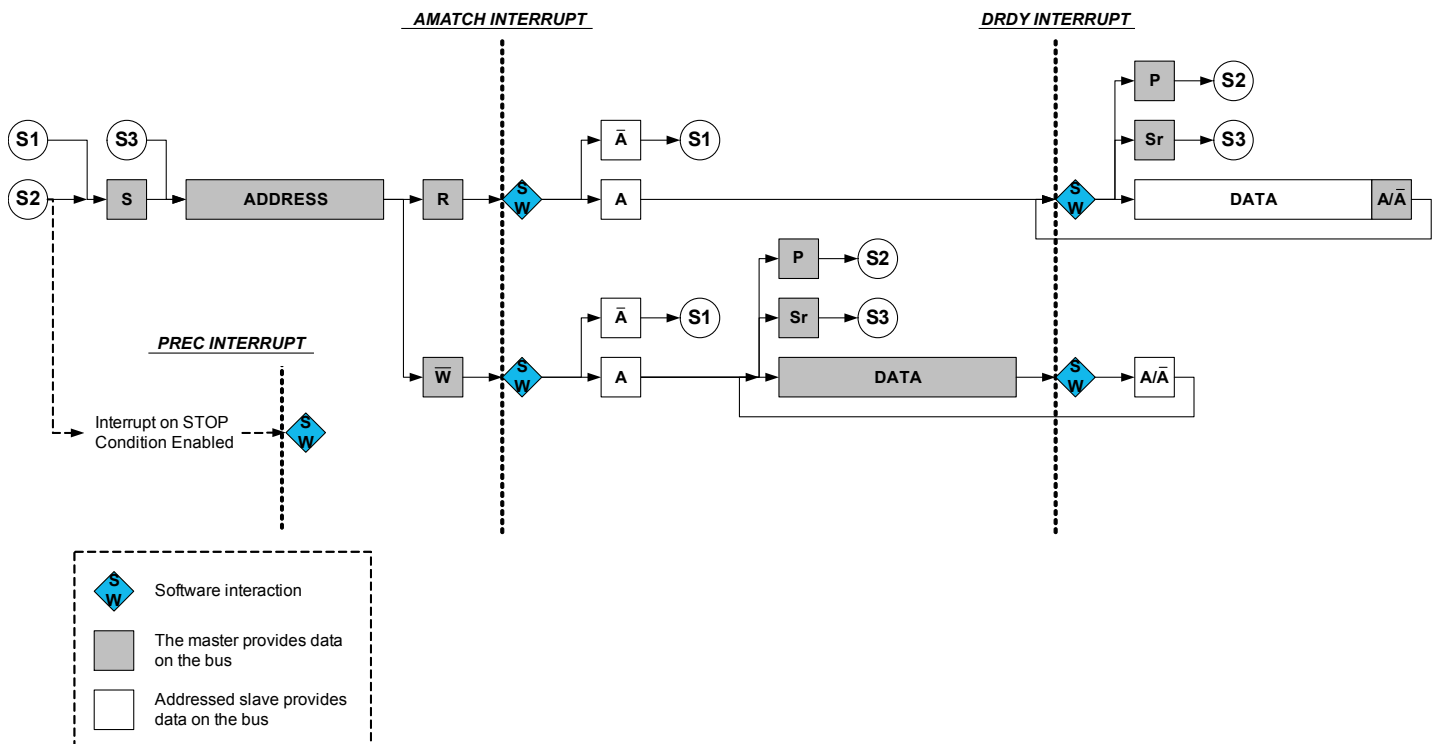 AMATCH INTERRUPT
DRDY INTERRUPT
P
S2
S1
S3
A̅
S1
Sr
S3
S2
S
ADDRESS
R
S
W
A
S
W
DATA
A/A̅
P
S2
A̅
S1
Sr
S3
PREC INTERRUPT
W̅
S
W
A
DATA
S
W
A/A̅
Interrupt on STOP
Condition Enabled
S
W
S
W
Software interaction
The master provides data
on the bus
Addressed slave provides
data on the bus